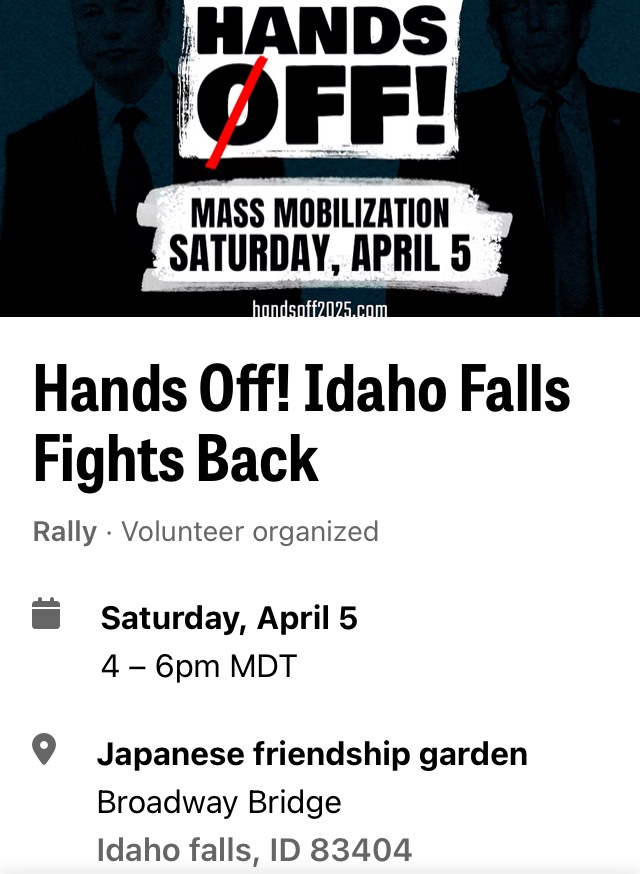 HANDS
OFF!
MASS MOBILIZATION
SATURDAY, APRIL 5
handsoff2025.com
Hands Off! Idaho Falls
Fights Back
Rally · Volunteer organized
Saturday, April 5
4 – 6pm MDT
Japanese friendship garden
Broadway Bridge
Idaho falls, ID 83404